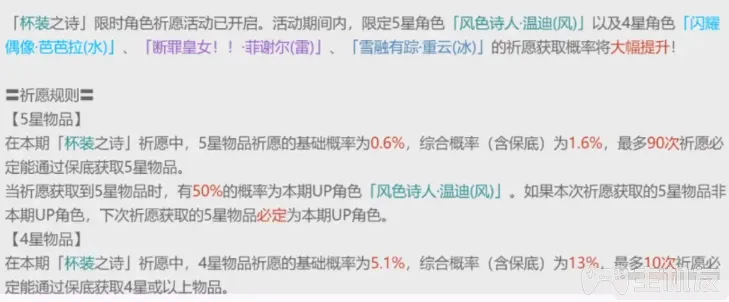 「杯装之诗」限时角色祈愿活动已开启。活动期间内，限定5星角色「风色诗人·温迪(风)」以及4星角色「闪耀
偶像·芭芭拉(水)」、「断罪皇女！！·菲谢尔(雷)」、「雪融有踪·重云(冰)」的祈愿获取概率将大幅提升！
〓祈愿规则〓
【5星物品】
在本期「杯装之诗」祈愿中，5星物品祈愿的基础概率为0.6%，综合概率（含保底）为1.6%，最多90次祈愿必
定能通过保底获取5星物品。
当祈愿获取到5星物品时，有50%的概率为本期UP角色「风色诗人·温迪(风)」。如果本次祈愿获取的5星物品非
本期UP角色，下次祈愿获取的5星物品必定为本期UP角色。
【4星物品】
在本期「杯装之诗」祈愿中，4星物品祈愿的基础概率为5.1%，综合概率（含保底）为13%，最多10次祈愿必
定能通过保底获取4星或以上物品。